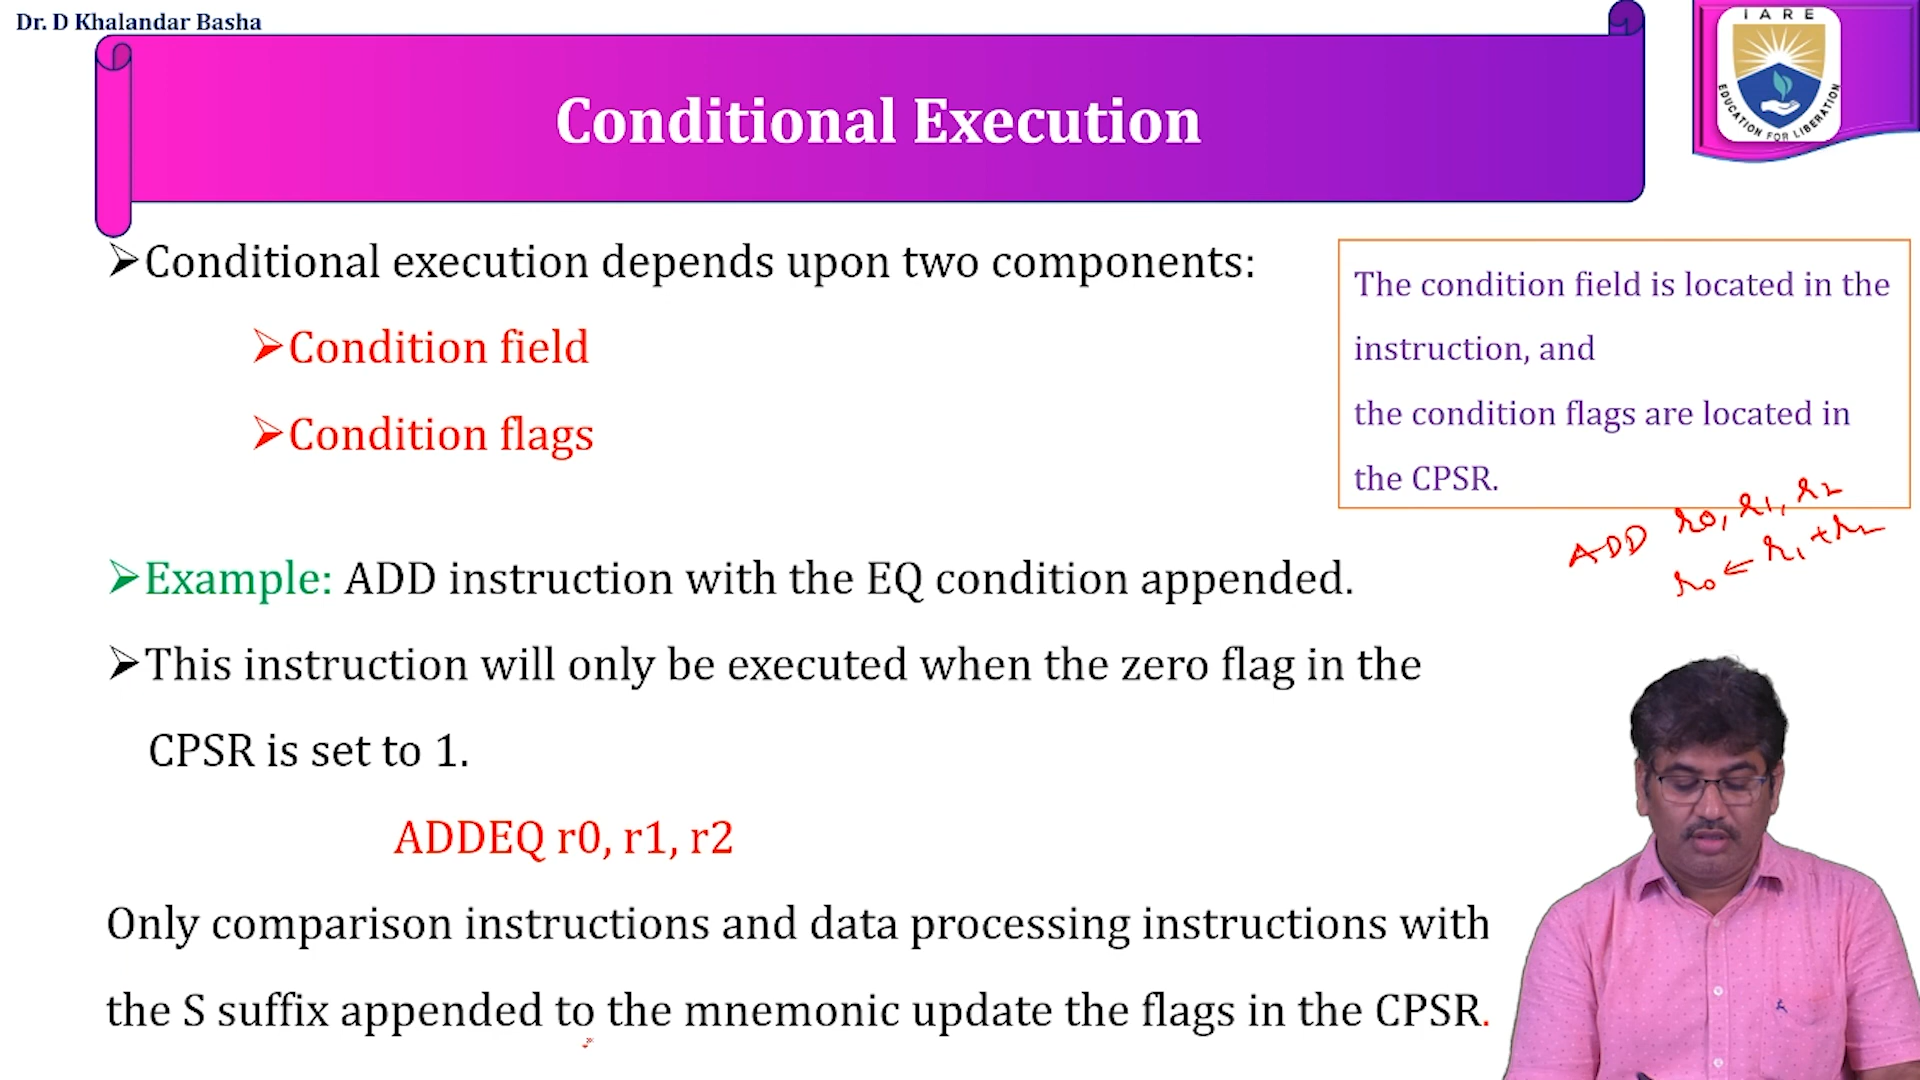 Dr. D Khalandar Basha
IARE
EDUCATION FOR LIBERATION
Conditional Execution
➢Conditional execution depends upon two components:
➢Condition field
➢Condition flags
The condition field is located in the
instruction, and
the condition flags are located in
the CPSR.
ADD r0, r1, r2
r0 ← r1 + r2
➢Example: ADD instruction with the EQ condition appended.
➢This instruction will only be executed when the zero flag in the
CPSR is set to 1.
ADDEQ r0, r1, r2
Only comparison instructions and data processing instructions with
the S suffix appended to the mnemonic update the flags in the CPSR.